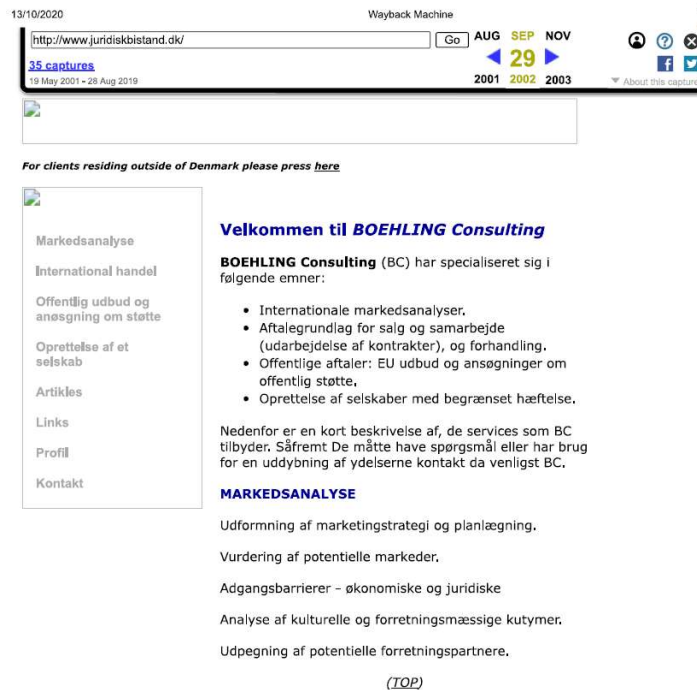 13/10/2020 Wayback Machine
http://www.juridiskbistand.dk/ Go AUG SEP NOV
29
35 captures
19 May 2001 - 28 Aug 2019 2001 2002 2003 About this capture
For clients residing outside of Denmark please press here
Markedsanalyse
International handel
Offentlig udbud og
anøsgning om støtte
Oprettelse af et
selskab
Artikles
Links
Profil
Kontakt
Velkommen til BOEHLING Consulting
BOEHLING Consulting (BC) har specialiseret sig i
følgende emner:
• Internationale markedsanalyser.
• Aftalegrundlag for salg og samarbejde
(udarbejdelse af kontrakter), og forhandling.
• Offentlige aftaler: EU udbud og ansøgninger om
offentlig støtte.
• Oprettelse af selskaber med begrænset hæftelse.
Nedenfor er en kort beskrivelse af, de services som BC
tilbyder. Såfremt De måtte have spørgsmål eller har brug
for en uddybning af ydelserne kontakt da venligst BC.
MARKEDSANALYSE
Udformning af marketingstrategi og planlægning.
Vurdering af potentielle markeder.
Adgangsbarrierer – økonomiske og juridiske
Analyse af kulturelle og forretningsmæssige kutymer.
Udpegning af potentielle forretningspartnere.
(TOP)